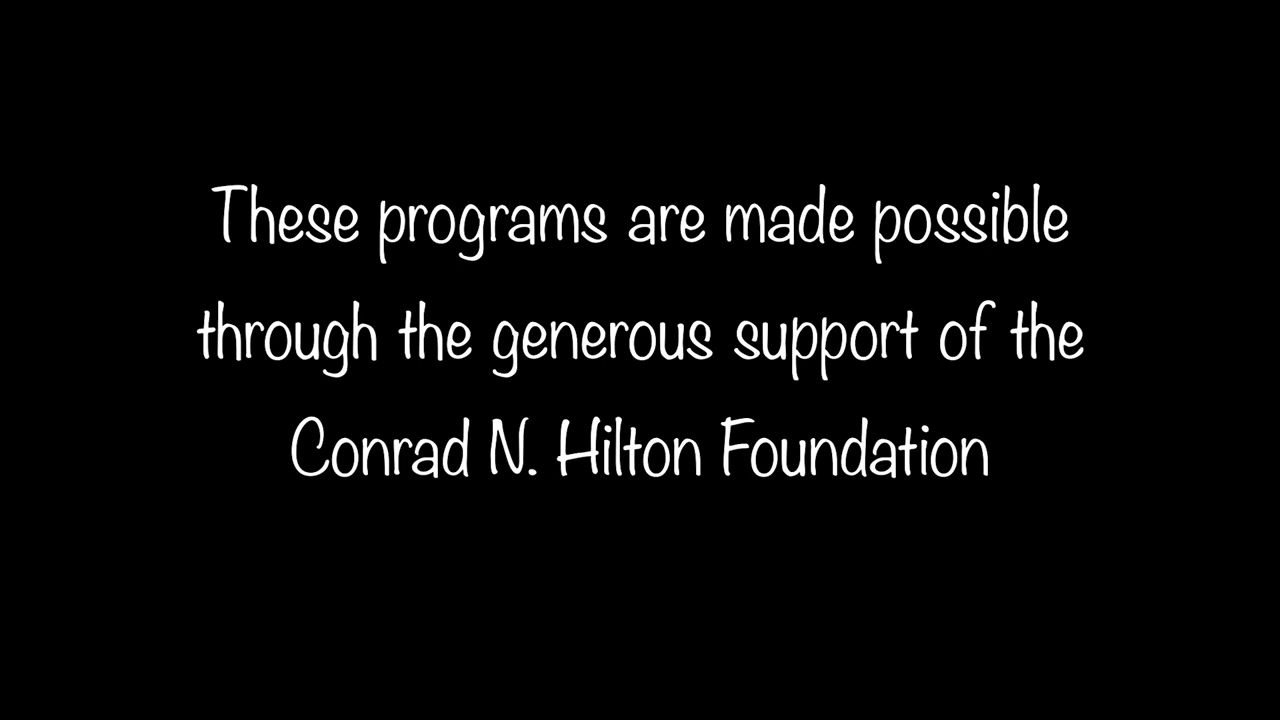 These programs are made possible
through the generous support of the
Conrad N. Hilton Foundation